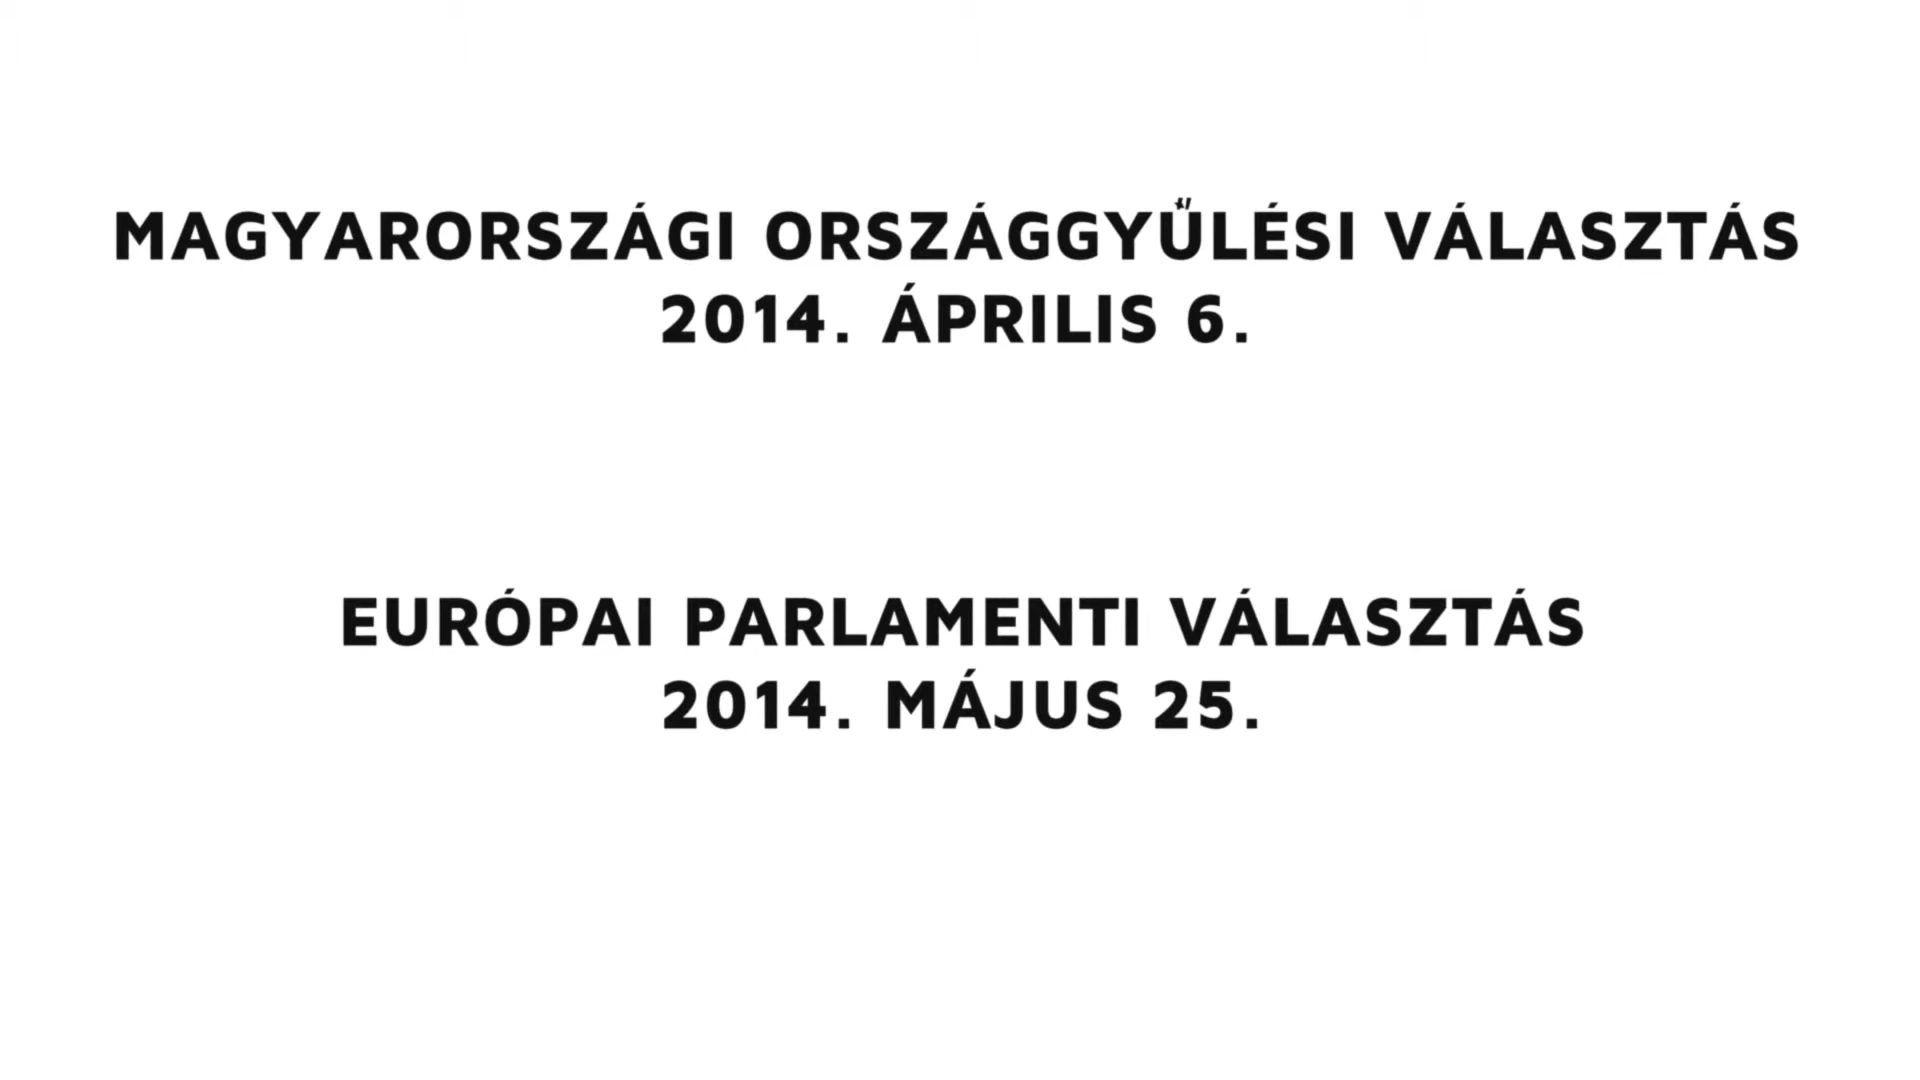 MAGYARORSZÁGI ORSZÁGGYŰLÉSI VÁLASZTÁS
2014. ÁPRILIS 6.
EURÓPAI PARLAMENTI VÁLASZTÁS
2014. MÁJUS 25.